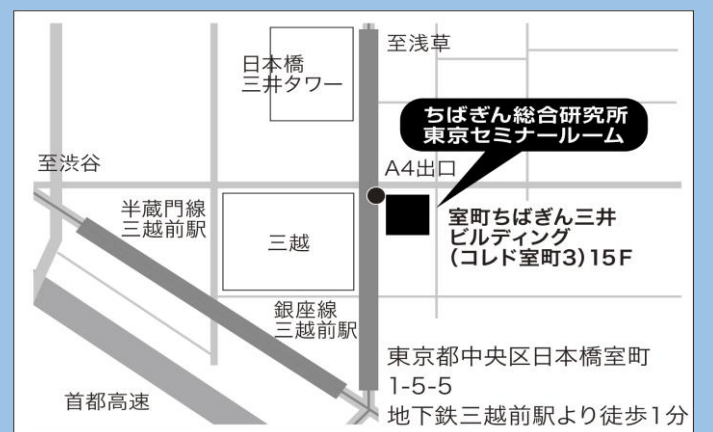 至浅草
日本橋
三井タワー
ちばぎん総合研究所
東京セミナールーム
至渋谷
A4出口
半蔵門線
三越前駅
三越
室町ちばぎん三井
ビルディング
(コレド室町3)15F
銀座線
三越前駅
東京都中央区日本橋室町
1-5-5
地下鉄三越前駅より徒歩1分
首都高速